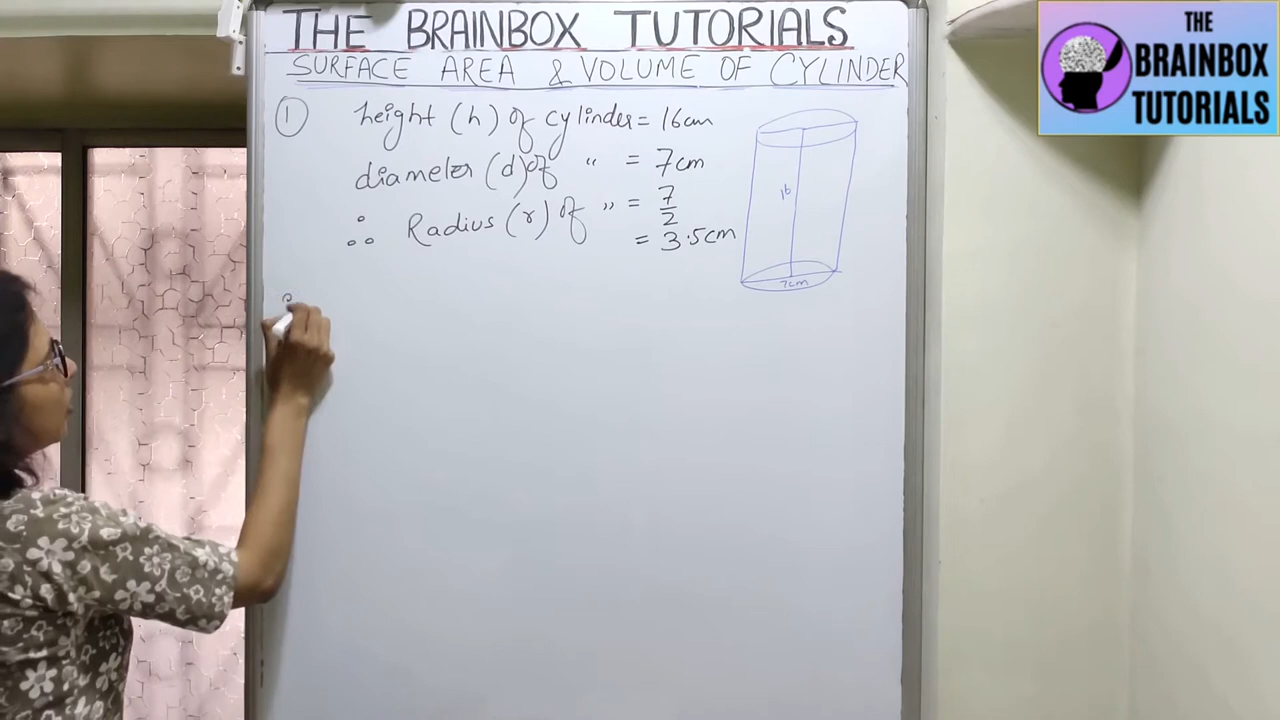 THE BRAINBOX TUTORIALS
SURFACE AREA & VOLUME OF CYLINDER
① height (h) of cylinder = 16cm
diameter (d) of " = 7cm
∴ Radius (r) of " = 7/2
= 3.5cm
16
7cm
THE
BRAINBOX
TUTORIALS